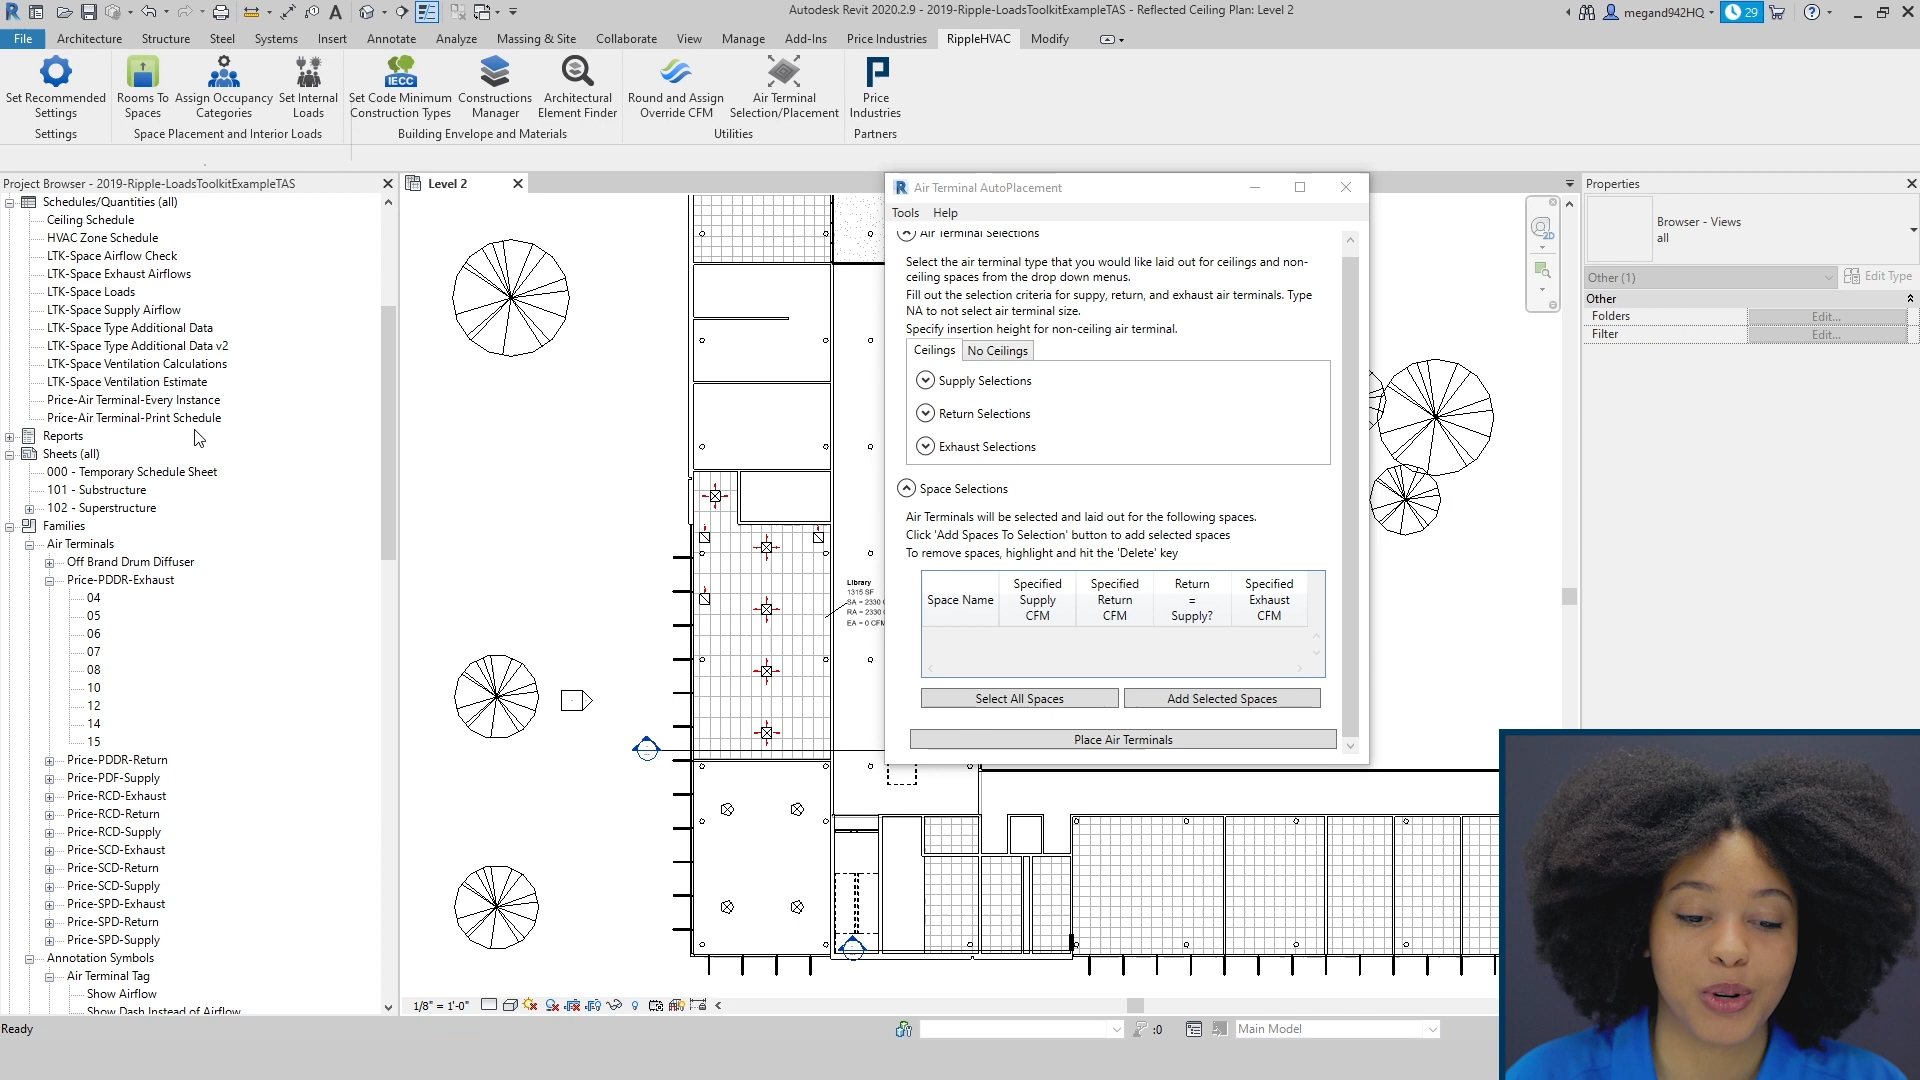 Autodesk Revit 2020.2.9 - 2019-Ripple-LoadsToolkitExampleTAS - Reflected Ceiling Plan: Level 2
megand942HQ
29
File Architecture Structure Steel Systems Insert Annotate Analyze Massing & Site Collaborate View Manage Add-Ins Price Industries RippleHVAC Modify
IECC
Set Recommended Settings
Rooms To Spaces
Assign Occupancy Categories
Set Internal Loads
Set Code Minimum Construction Types
Constructions Manager
Architectural Element Finder
Round and Assign Override CFM
Air Terminal Selection/Placement
Price Industries
Settings
Space Placement and Interior Loads
Building Envelope and Materials
Utilities
Partners
Project Browser - 2019-Ripple-LoadsToolkitExampleTAS
Schedules/Quantities (all)
Ceiling Schedule
HVAC Zone Schedule
LTK-Space Airflow Check
LTK-Space Exhaust Airflows
LTK-Space Loads
LTK-Space Supply Airflow
LTK-Space Type Additional Data
LTK-Space Type Additional Data v2
LTK-Space Ventilation Calculations
LTK-Space Ventilation Estimate
Price-Air Terminal-Every Instance
Price-Air Terminal-Print Schedule
Reports
Sheets (all)
000 - Temporary Schedule Sheet
101 - Substructure
102 - Superstructure
Families
Air Terminals
Off Brand Drum Diffuser
Price-PDDR-Exhaust
04
05
06
07
08
10
12
14
15
Price-PDDR-Return
Price-PDF-Supply
Price-RCD-Exhaust
Price-RCD-Return
Price-RCD-Supply
Price-SCD-Exhaust
Price-SCD-Return
Price-SCD-Supply
Price-SPD-Exhaust
Price-SPD-Return
Price-SPD-Supply
Annotation Symbols
Air Terminal Tag
Show Airflow
Show Dash Instead of Airflow
Level 2
Library
1315 SF
SA = 2330
RA = 2330
EA = 0 CFM
Air Terminal AutoPlacement
Tools Help
Air Terminal Selections
Select the air terminal type that you would like laid out for ceilings and non-
ceiling spaces from the drop down menus.
Fill out the selection criteria for suppy, return, and exhaust air terminals. Type
NA to not select air terminal size.
Specify insertion height for non-ceiling air terminal.
Ceilings No Ceilings
Supply Selections
Return Selections
Exhaust Selections
Space Selections
Air Terminals will be selected and laid out for the following spaces.
Click 'Add Spaces To Selection' button to add selected spaces
To remove spaces, highlight and hit the 'Delete' key
Space Name
Specified Supply CFM
Specified Return CFM
Return = Supply?
Specified Exhaust CFM
Select All Spaces Add Selected Spaces
Place Air Terminals
2D
Properties
Browser - Views
all
Other (1) Edit Type
Other
Folders Edit...
Filter Edit...
1/8" = 1'-0"
Ready
:0
Main Model